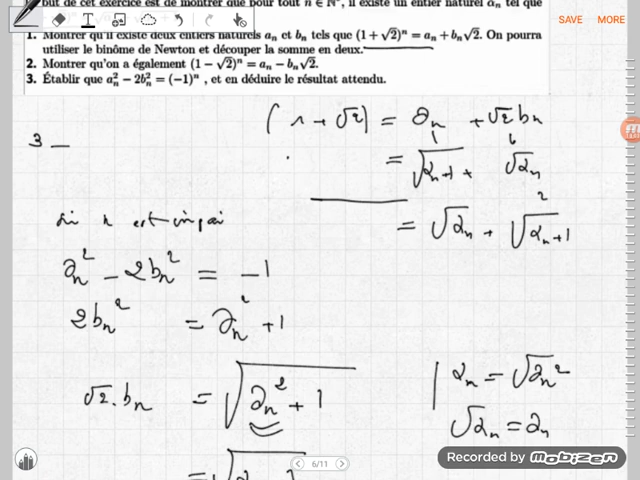 but de cet exercice est de montrer que pour tout n ∈ ℕ*, il existe un entier naturel αn tel que
SAVE MORE
1. Montrer qu'il existe deux entiers naturels an et bn tels que (1 + √2)^n = an + bn√2. On pourra
utiliser le binôme de Newton et découper la somme en deux.
2. Montrer qu'on a également (1 − √2)^n = an − bn√2.
3. Établir que an² − 2bn² = (−1)^n , et en déduire le résultat attendu.
(1 + √2) = an + √2 bn
3 —
= √αn+1 + √αn
= √αn + √αn+1
Si n est impai
an² − 2bn² = −1
2bn² = an² + 1
√2 . bn = √an² + 1
αn = √an²
√αn = an
6/11
Recorded by Mobizen